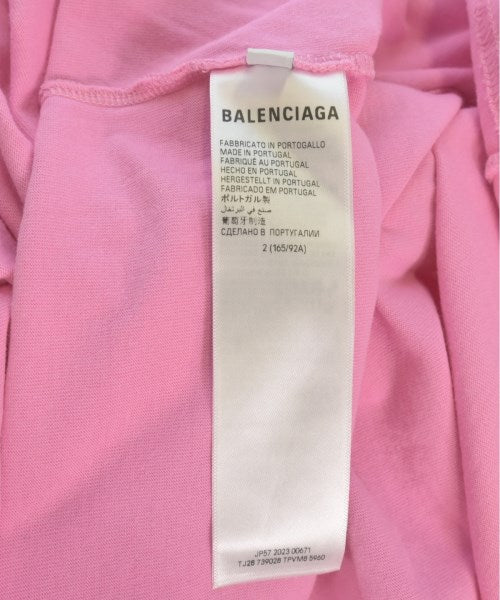 BALENCIAGA
FABBRICATO IN PORTOGALLO
MADE IN PORTUGAL
FABRIQUÉ AU PORTUGAL
HECHO EN PORTUGAL
HERGESTELLT IN PORTUGAL
FABRICADO EM PORTUGAL
ポルトガル製
صنع في البرتغال
葡萄牙制造
СДЕЛАНО В ПОРТУГАЛИИ
2 (165/92A)
JP57 2023 00671
TJ28 739028 TPVM8 5960